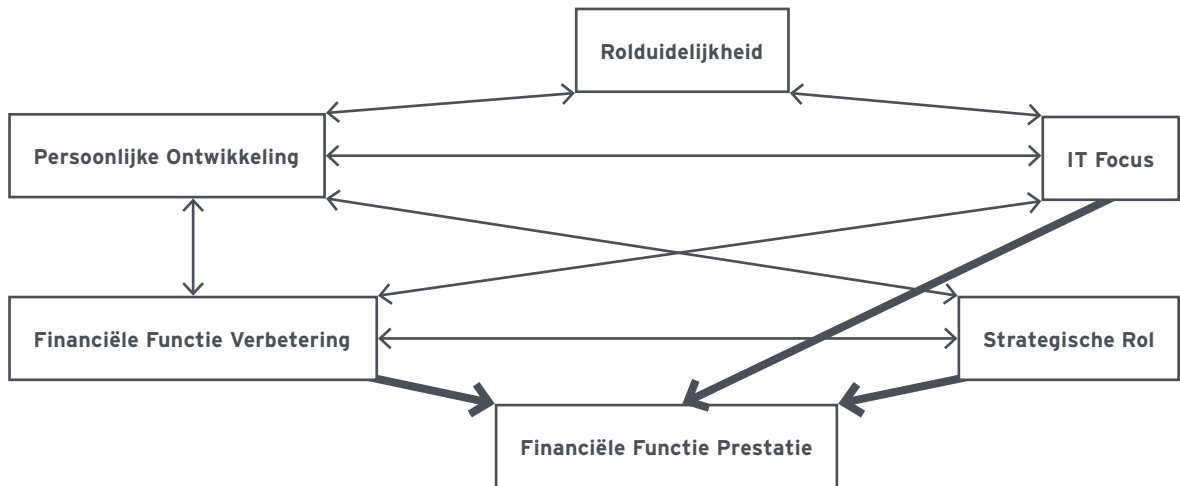 Rolduidelijkheid
Persoonlijke Ontwikkeling
IT Focus
Financiële Functie Verbetering
Strategische Rol
Financiële Functie Prestatie